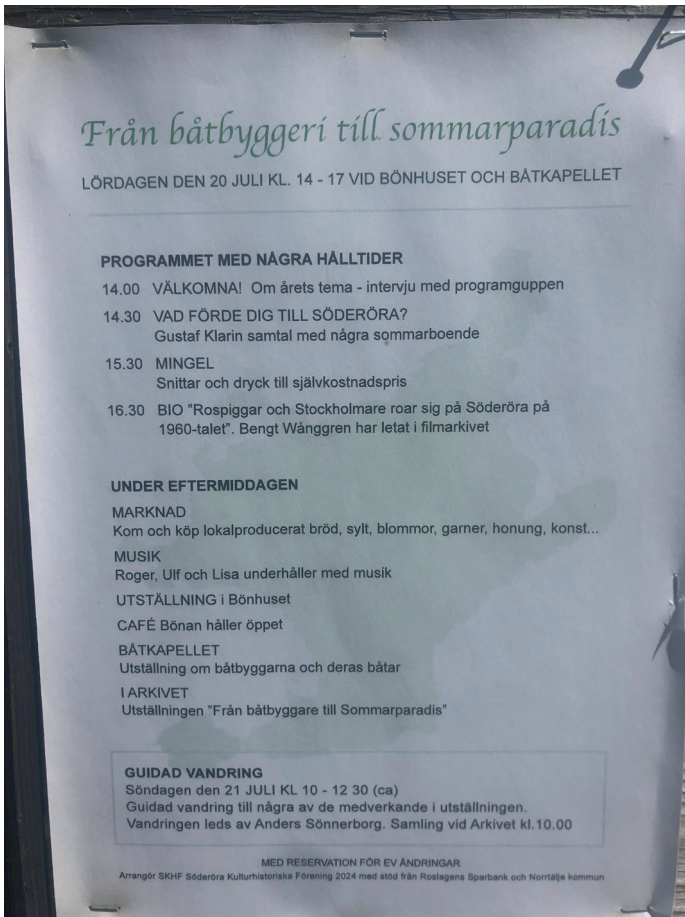 Från båtbyggeri till sommarparadis
LÖRDAGEN DEN 20 JULI KL. 14 - 17 VID BÖNHUSET OCH BÅTKAPELLET
PROGRAMMET MED NÅGRA HÅLLTIDER
14.00 VÄLKOMNA! Om årets tema - intervju med programguppen
14.30 VAD FÖRDE DIG TILL SÖDERÖRA?
Gustaf Klarin samtal med några sommarboende
15.30 MINGEL
Snittar och dryck till självkostnadspris
16.30 BIO "Rospiggar och Stockholmare roar sig på Söderöra på
1960-talet". Bengt Wånggren har letat i filmarkivet
UNDER EFTERMIDDAGEN
MARKNAD
Kom och köp lokalproducerat bröd, sylt, blommor, garner, honung, konst...
MUSIK
Roger, Ulf och Lisa underhåller med musik
UTSTÄLLNING i Bönhuset
CAFÉ Bönan håller öppet
BÅTKAPELLET
Utställning om båtbyggarna och deras båtar
I ARKIVET
Utställningen "Från båtbyggare till Sommarparadis"
GUIDAD VANDRING
Söndagen den 21 JULI KL 10 - 12 30 (ca)
Guidad vandring till några av de medverkande i utställningen.
Vandringen leds av Anders Sönnerborg. Samling vid Arkivet kl.10.00
MED RESERVATION FÖR EV ÄNDRINGAR
Arrangör SKHF Söderöra Kulturhistoriska Förening 2024 med stöd från Roslagens Sparbank och Norrtälje kommun